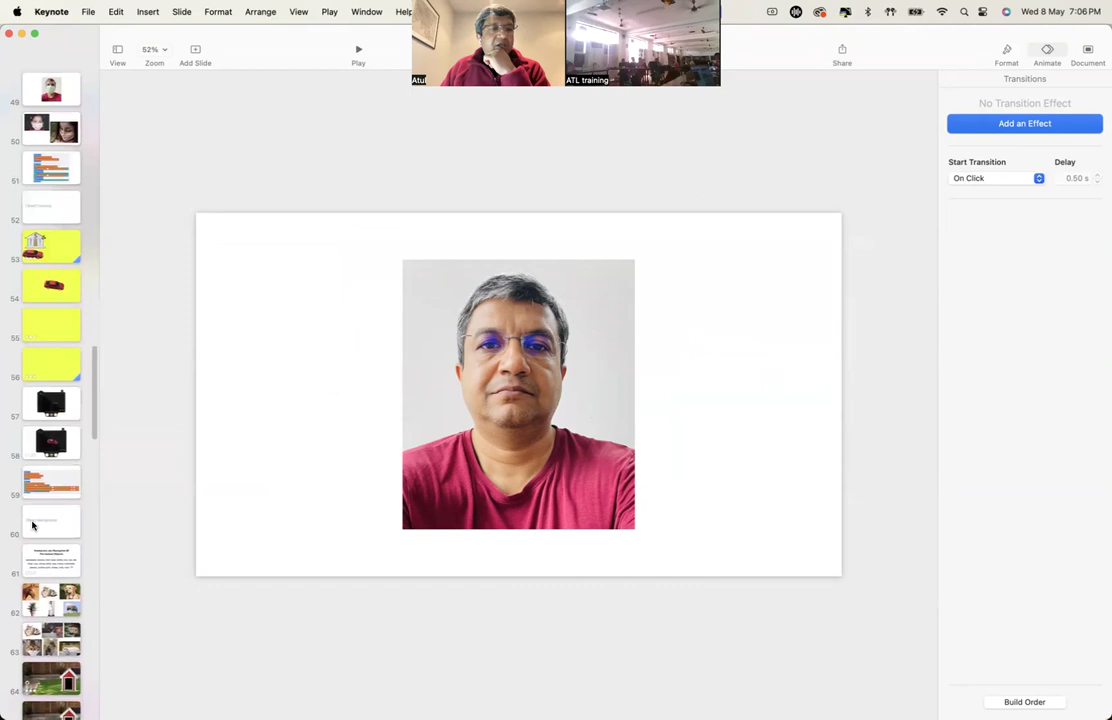 Keynote File Edit Insert Slide Format Arrange View Play Window Help
Wed 8 May 7:06 PM
52%
View Zoom Add Slide
Play
Share
Format Animate Document
Atul
ATL training
Transitions
No Transition Effect
Add an Effect
Start Transition Delay
On Click 0.50 s
49
50
51
52
53
54
55
56
57
58
59
60
61
62
63
64
Build Order